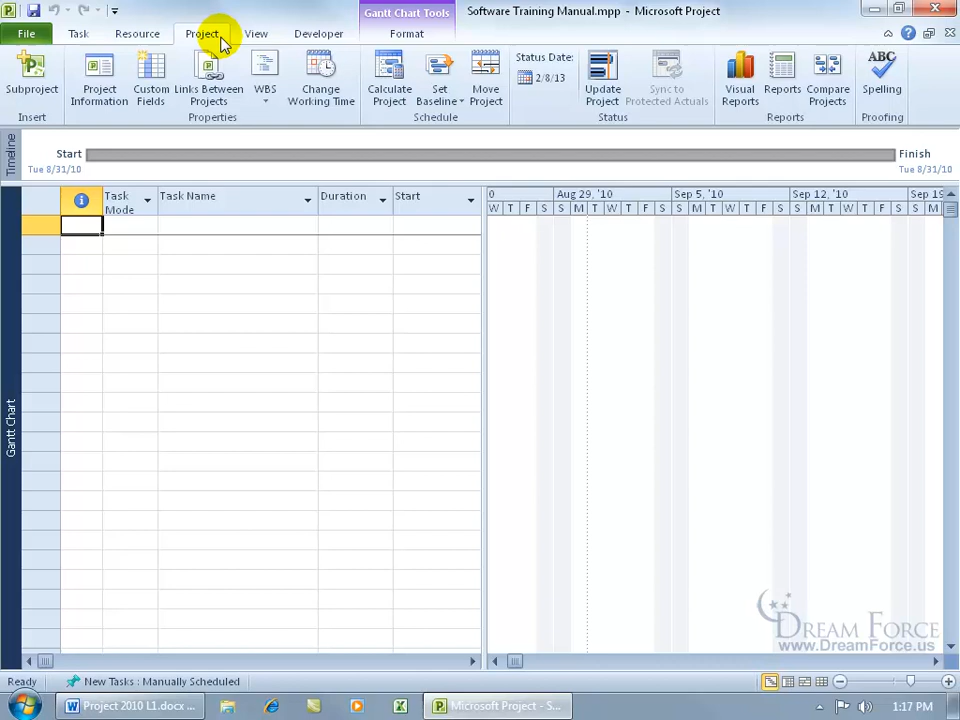 Gantt Chart Tools
Software Training Manual.mpp - Microsoft Project
File Task Resource Project View Developer Format
Subproject
Project Information
Custom Fields
Links Between Projects
WBS
Change Working Time
Calculate Project
Set Baseline
Move Project
Status Date:
2/8/13
Update Project
Sync to Protected Actuals
Visual Reports
Reports
Compare Projects
ABC
Spelling
Insert Properties Schedule Status Reports Proofing
Timeline
Start
Tue 8/31/10
Finish
Tue 8/31/10
Task Mode
Task Name
Duration
Start
0 Aug 29, '10 Sep 5, '10 Sep 12, '10 Sep 19
W T F S S M T W T F S S M T W T F S S M T W T F S S M
Gantt Chart
DREAM FORCE
www.DreamForce.us
Ready New Tasks : Manually Scheduled
Project 2010 L1.docx ...
Microsoft Project - S...
1:17 PM